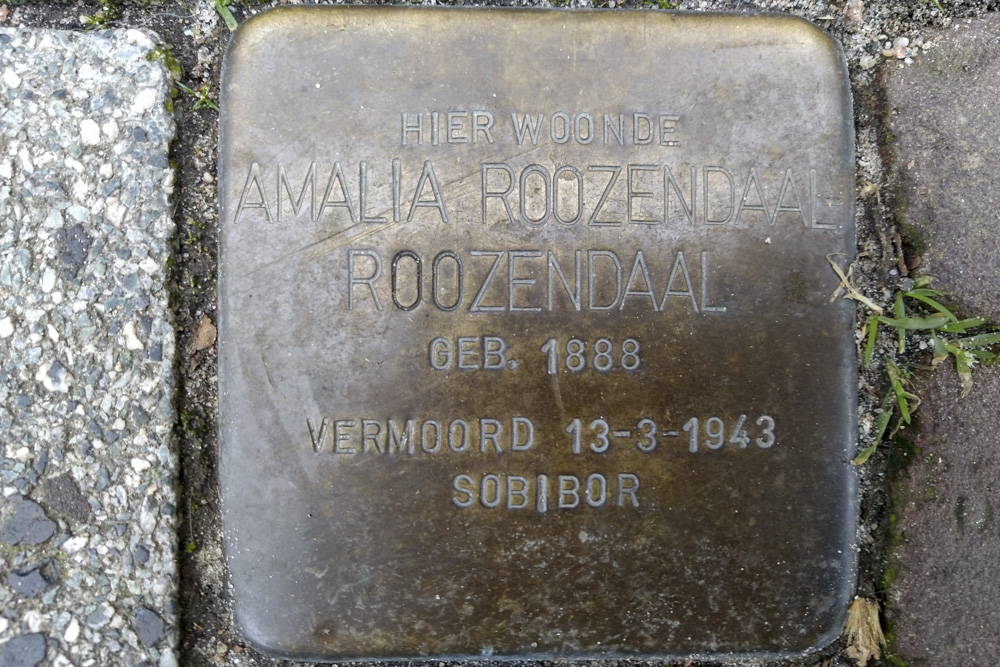 HIER WOONDE
AMALIA ROOZENDAAL
ROOZENDAAL
GEB. 1888
VERMOORD 13-3-1943
SOBIBOR